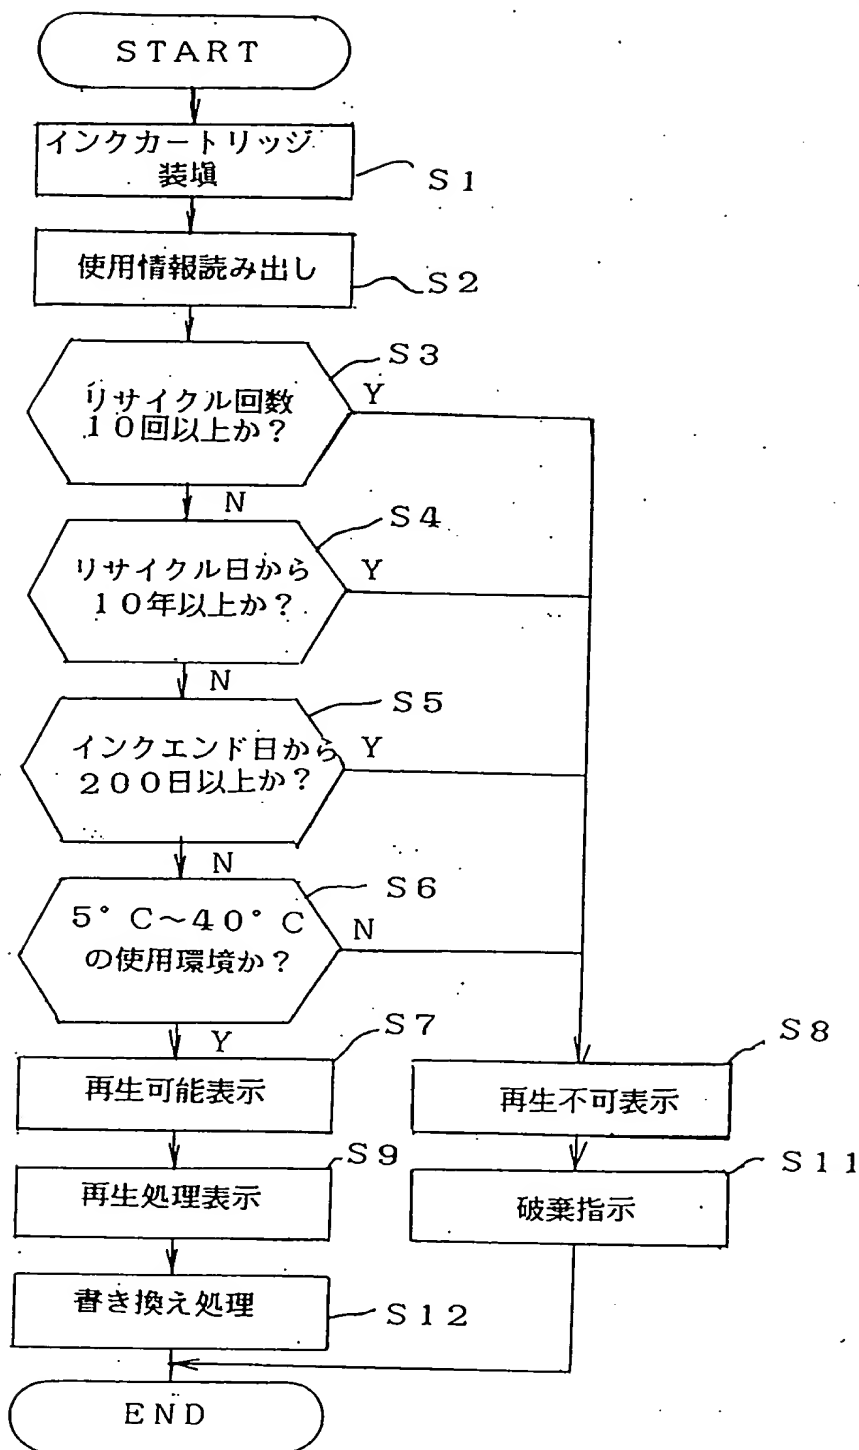 START
インクカートリッジ
装填
S1
使用情報読み出し
S2
S3
リサイクル回数
10回以上か?
Y
N
S4
リサイクル日から
10年以上か?
Y
N
S5
インクエンド日から
200日以上か?
Y
N
S6
5°C~40°C
の使用環境か?
N
Y
S7
再生可能表示
S8
再生不可表示
S9
再生処理表示
S11
破棄指示
書き換え処理
S12
END